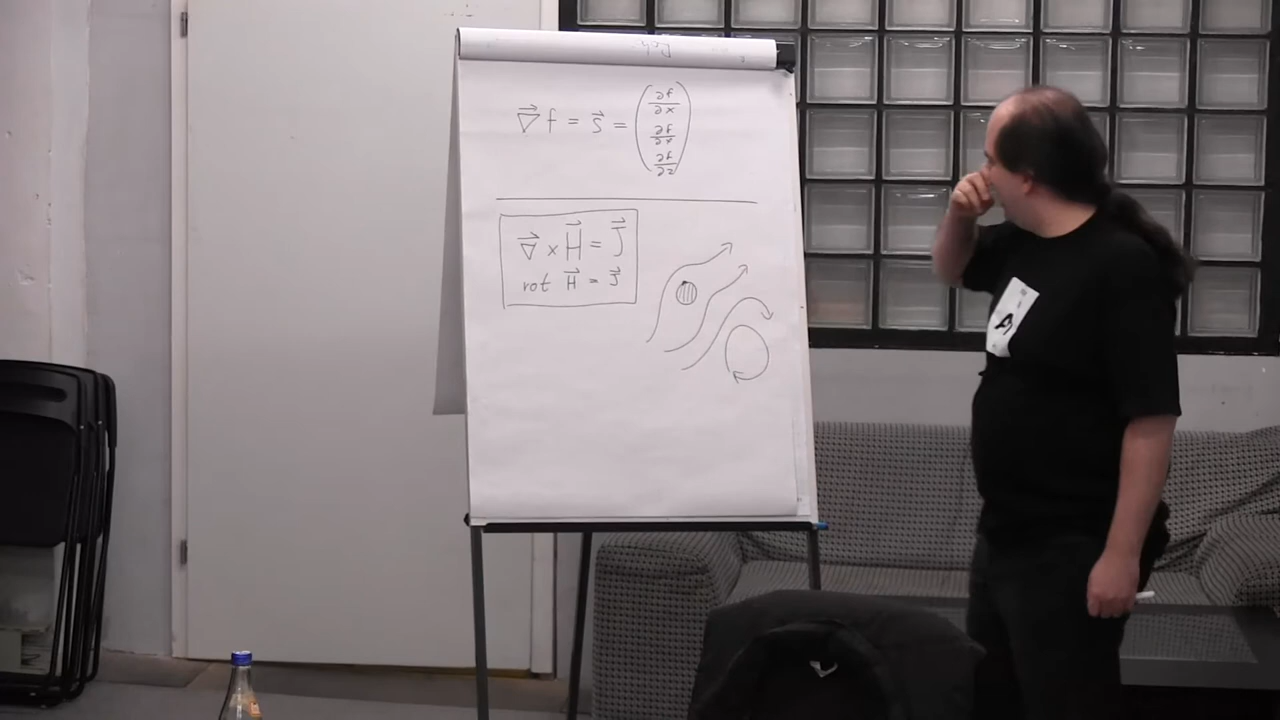 ∇⃗ f = s⃗ = (∂f/∂x ∂f/∂x ∂f/∂z)
∇⃗ × H⃗ = J⃗
rot H⃗ = J⃗